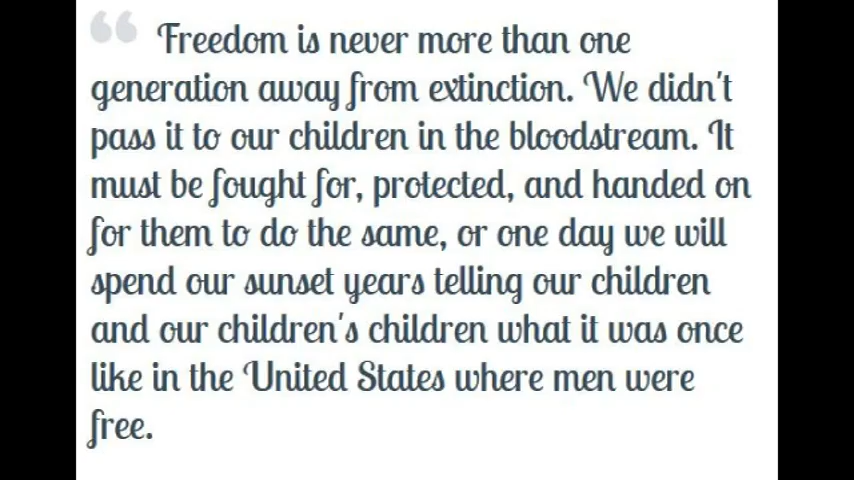 “ Freedom is never more than one
generation away from extinction. We didn't
pass it to our children in the bloodstream. It
must be fought for, protected, and handed on
for them to do the same, or one day we will
spend our sunset years telling our children
and our children's children what it was once
like in the United States where men were
free.